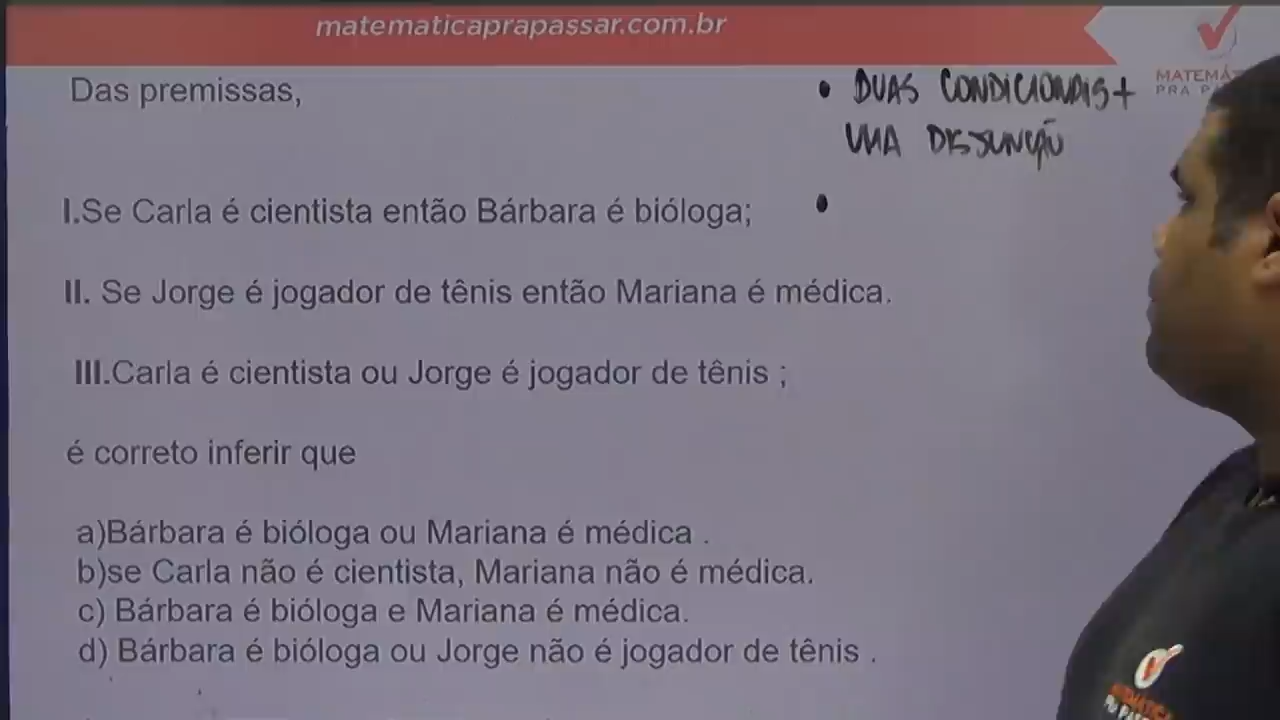 matematicaprapassar.com.br
MATEMÁ
PRA P
Das premissas,
• DUAS CONDICIONAIS +
UMA DISJUNÇÃO
I.Se Carla é cientista então Bárbara é bióloga;
•
II. Se Jorge é jogador de tênis então Mariana é médica.
III.Carla é cientista ou Jorge é jogador de tênis ;
é correto inferir que
a)Bárbara é bióloga ou Mariana é médica .
b)se Carla não é cientista, Mariana não é médica.
c) Bárbara é bióloga e Mariana é médica.
d) Bárbara é bióloga ou Jorge não é jogador de tênis .